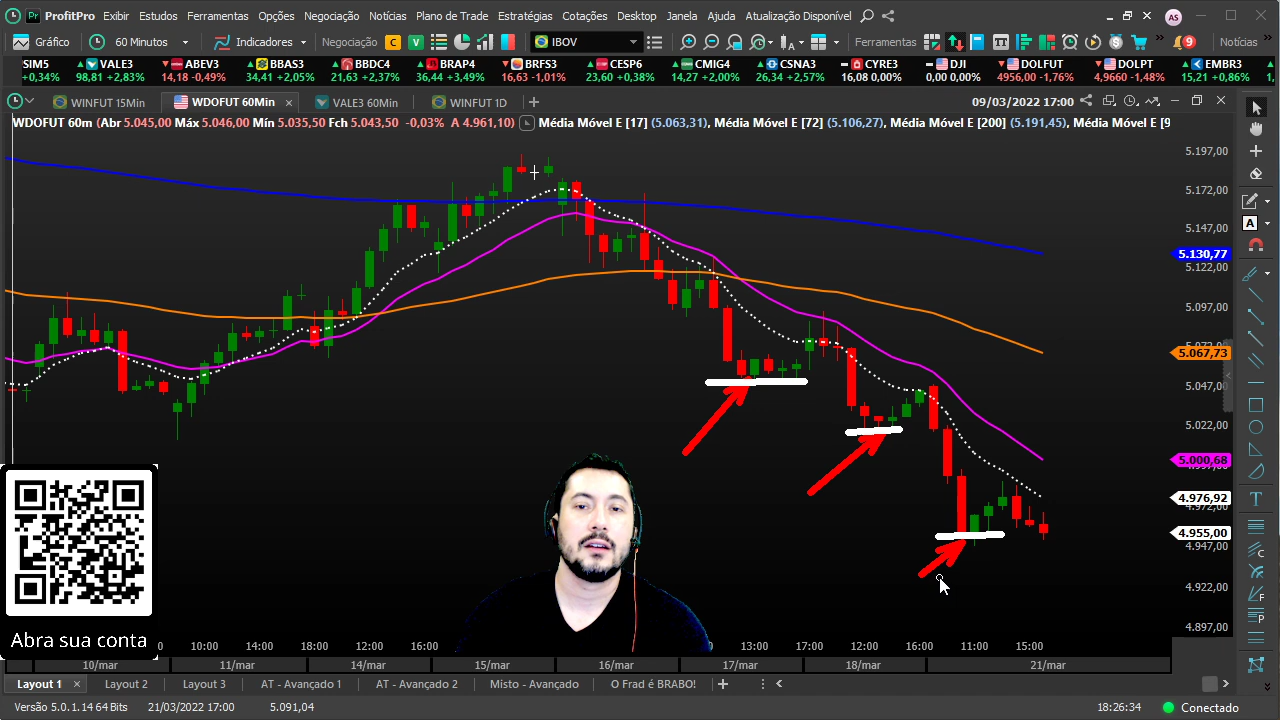 ProfitPro Exibir Estudos Ferramentas Opções Negociação Notícias Plano de Trade Estratégias Cotações Desktop Janela Ajuda Atualização Disponível AS
Gráfico 60 Minutos Indicadores Negociação C V IBOV Ferramentas 9 Notícias
SIM5 VALE3 ABEV3 BBAS3 BBDC4 BRAP4 BRFS3 CESP6 CMIG4 CSNA3 CYRE3 DJI DOLFUT DOLPT EMBR3
+0,34% 98,81 +2,83% 14,18 -0,49% 34,41 +2,05% 21,63 +2,37% 36,44 +3,49% 16,63 -1,01% 23,60 +0,38% 14,27 +2,00% 26,34 +2,57% 16,08 0,00% 0,00 0,00% 4956,00 -1,76% 4,9660 -1,48% 15,21 +0,86%
WINFUT 15Min WDOFUT 60Min VALE3 60Min WINFUT 1D 09/03/2022 17:00
WDOFUT 60m (Abr 5.045,00 Máx 5.046,00 Mín 5.035,50 Fch 5.043,50 -0,03% A 4.961,10) Média Móvel E [17] (5.063,31), Média Móvel E [72] (5.106,27), Média Móvel E [200] (5.191,45), Média Móvel E [9
5.197,00
5.172,00
5.147,00
5.130,77
5.122,00
5.097,00
5.067,73
5.047,00
5.022,00
5.000,68
4.976,92
4.972,00
4.955,00
4.947,00
4.922,00
4.897,00
Abra sua conta
10:00 14:00 18:00 12:00 16:00 13:00 17:00 12:00 16:00 11:00 15:00
10/mar 11/mar 14/mar 15/mar 16/mar 17/mar 18/mar 21/mar
Layout 1 Layout 2 Layout 3 AT - Avançado 1 AT - Avançado 2 Misto - Avançado O Frad é BRABO!
Versão 5.0.1.14 64 Bits 21/03/2022 17:00 5.091,04 18:26:34 Conectado